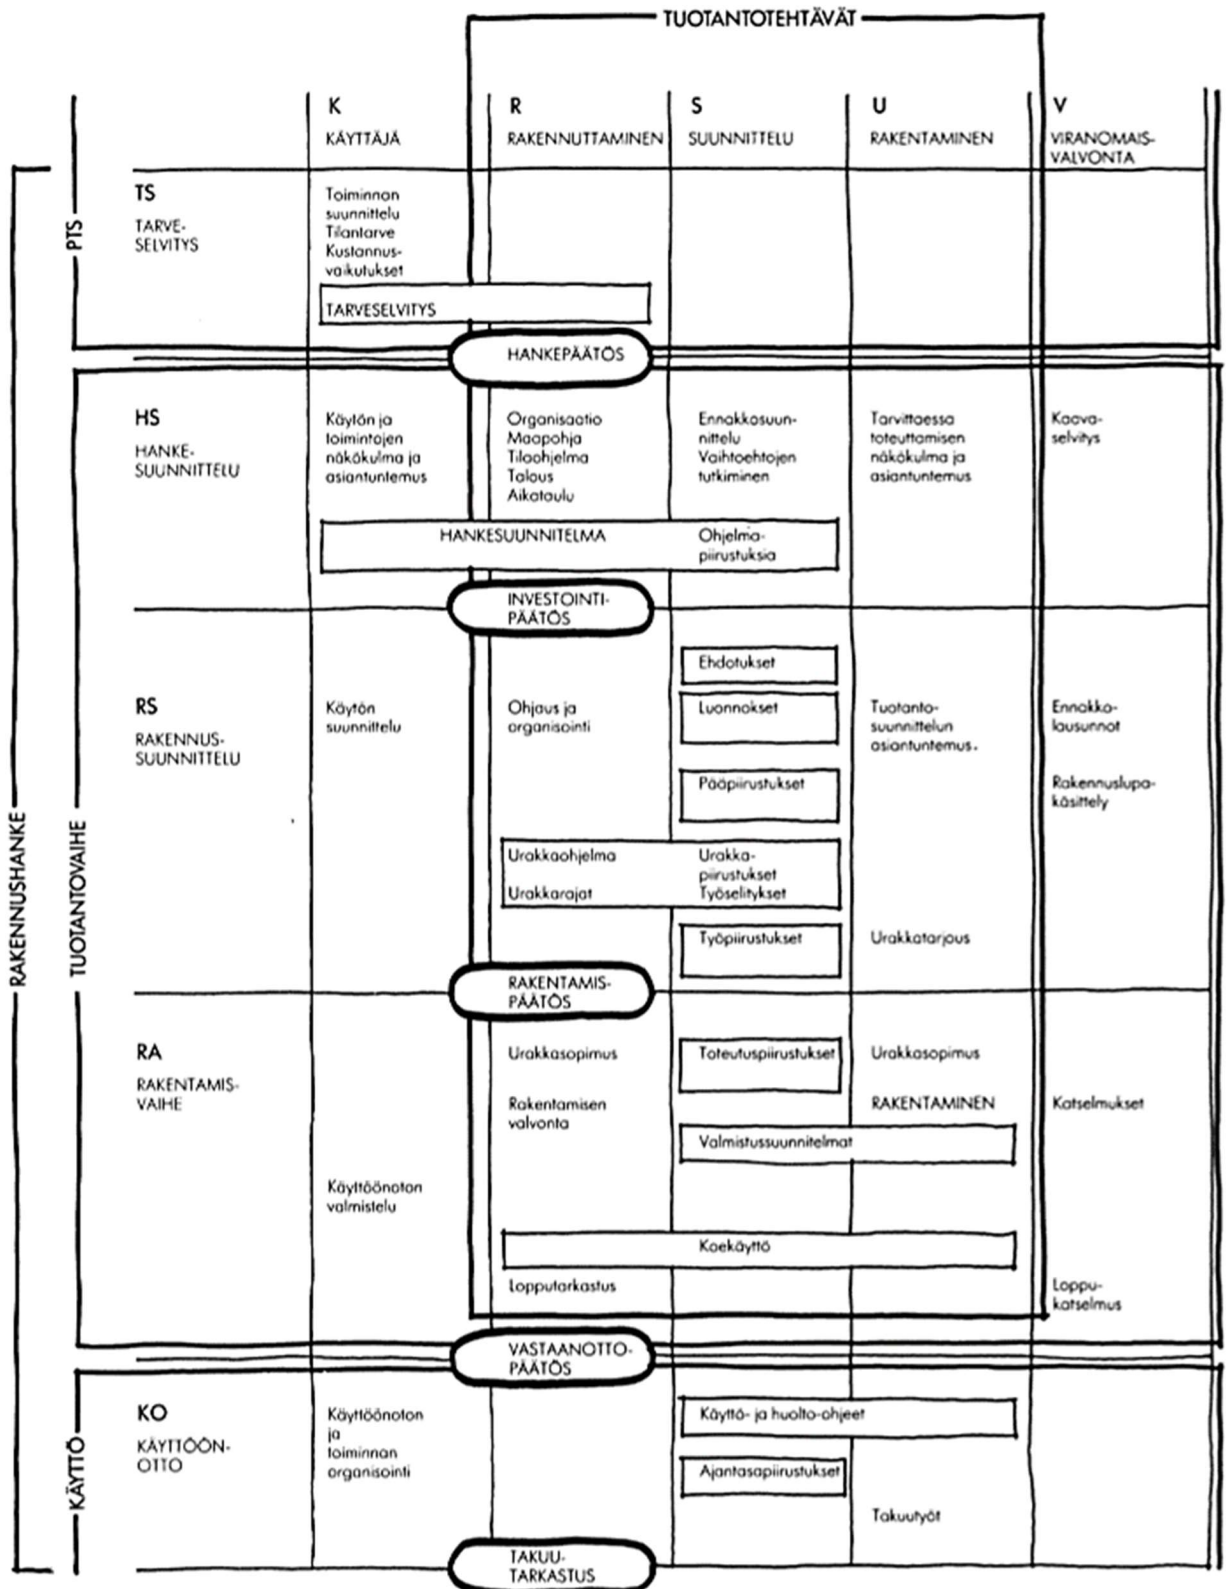 TUOTANTOTEHTÄVÄT
K
KÄYTTÄJÄ
R
RAKENNUTTAMINEN
S
SUUNNITTELU
U
RAKENTAMINEN
V
VIRANOMAIS-
VALVONTA
RAKENNUSHANKE
PTS
TS
TARVE-
SELVITYS
Toiminnan
suunnittelu
Tilantarve
Kustannus-
vaikutukset
TARVESELVITYS
HANKEPÄÄTÖS
TUOTANTOVAIHE
HS
HANKE-
SUUNNITTELU
Käytön ja
toimintojen
näkökulma ja
asiantuntemus
Organisaatio
Maapohja
Tilaohjelma
Talous
Aikataulu
Ennakkosuun-
nittelu
Vaihtoehtojen
tutkiminen
Tarvittaessa
toteuttamisen
näkökulma ja
asiantuntemus
Kaava-
selvitys
HANKESUUNNITELMA
Ohjelma-
piirustuksia
INVESTOINTI-
PÄÄTÖS
RS
RAKENNUS-
SUUNNITTELU
Käytön
suunnittelu
Ohjaus ja
organisointi
Ehdotukset
Luonnokset
Pääpiirustukset
Tuotanto-
suunnittelun
asiantuntemus.
Ennakko-
lausunnot
Rakennuslupa-
käsittely
Urakkaohjelma
Urakkarajat
Urakka-
piirustukset
Työselitykset
Työpiirustukset
Urakkatarjous
RAKENTAMIS-
PÄÄTÖS
RA
RAKENTAMIS-
VAIHE
Urakkasopimus
Toteutuspiirustukset
Urakkasopimus
Rakentamisen
valvonta
RAKENTAMINEN
Katselmukset
Valmistussuunnitelmat
Käyttöönoton
valmistelu
Koekäyttö
Lopputarkastus
Loppu-
katselmus
VASTAANOTTO-
PÄÄTÖS
KÄYTTÖ
KO
KÄYTTÖÖN-
OTTO
Käyttöönoton
ja
toiminnan
organisointi
Käyttö- ja huolto-ohjeet
Ajantasapiirustukset
Takuutyöt
TAKUU-
TARKASTUS